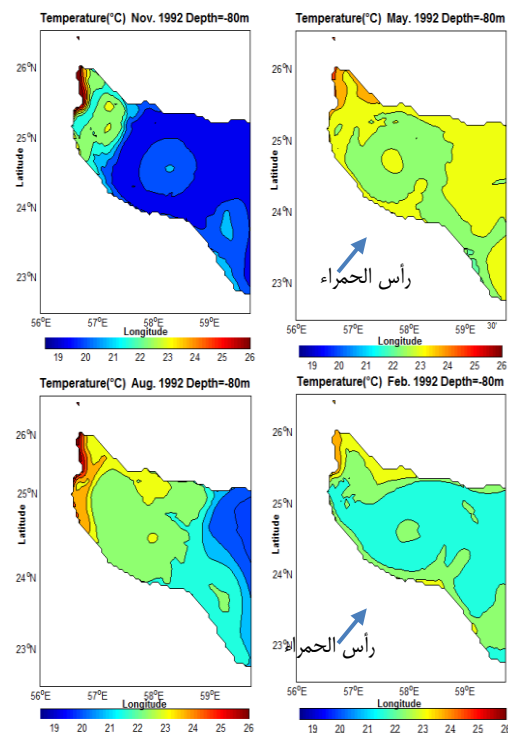 Temperature(°C) Nov. 1992 Depth=-80m
26°N
25°N
24°N
23°N
Latitude
56°E 57°E 58°E 59°E
Longitude
19 20 21 22 23 24 25 26
Temperature(°C) May. 1992 Depth=-80m
26°N
25°N
24°N
23°N
Latitude
رأس الحمراء
56°E 57°E 58°E 59°E 30'
Longitude
19 20 21 22 23 24 25 26
Temperature(°C) Aug. 1992 Depth=-80m
26°N
25°N
24°N
23°N
Latitude
56°E 57°E 58°E 59°E
Longitude
19 20 21 22 23 24 25 26
Temperature(°C) Feb. 1992 Depth=-80m
26°N
25°N
24°N
23°N
Latitude
رأس الحمراء
56°E 57°E 58°E 59°E
Longitude
19 20 21 22 23 24 25 26